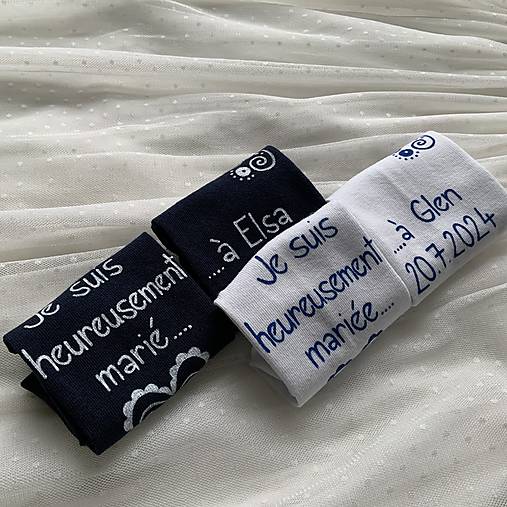 Je suis
heureusement
marié ....
....à Elsa
Je suis
heureusement
mariée....
....à Glen
20.7.2024